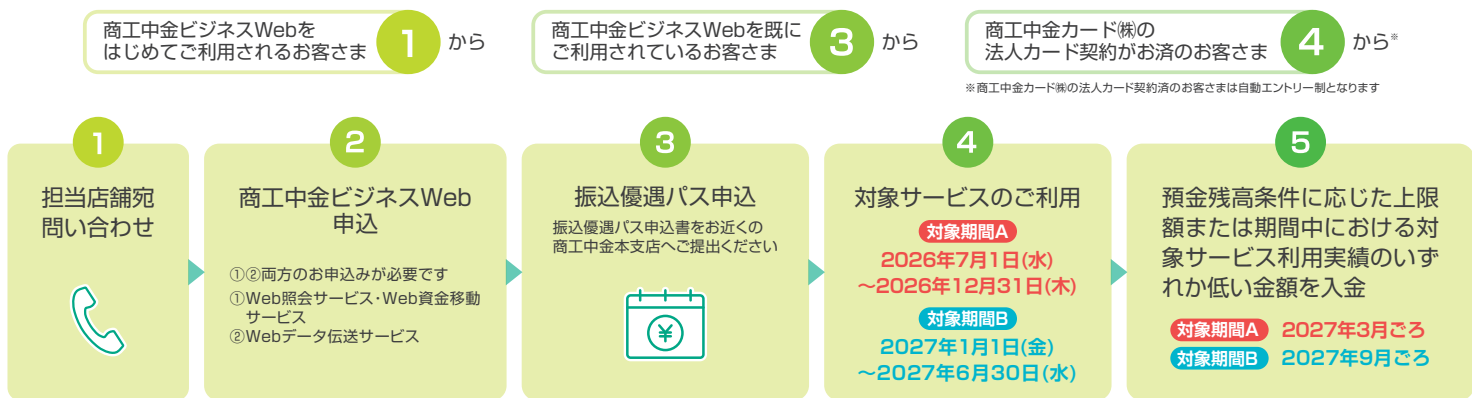 商工中金ビジネスWebを
はじめてご利用されるお客さま
1
から
商工中金ビジネスWebを既に
ご利用されているお客さま
3
から
商工中金カード㈱の
法人カード契約がお済のお客さま
4
から※
※商工中金カード㈱の法人カード契約済のお客さまは自動エントリー制となります
1
担当店舗宛
問い合わせ
2
商工中金ビジネスWeb
申込
①②両方のお申込みが必要です
①Web照会サービス・Web資金移動
サービス
②Webデータ伝送サービス
3
振込優遇パス申込
振込優遇パス申込書をお近くの
商工中金本支店へご提出ください
¥
4
対象サービスのご利用
対象期間A
2026年7月1日(水)
～2026年12月31日(木)
対象期間B
2027年1月1日(金)
～2027年6月30日(水)
5
預金残高条件に応じた上限
額または期間中における対
象サービス利用実績のいず
れか低い金額を入金
対象期間A 2027年3月ごろ
対象期間B 2027年9月ごろ